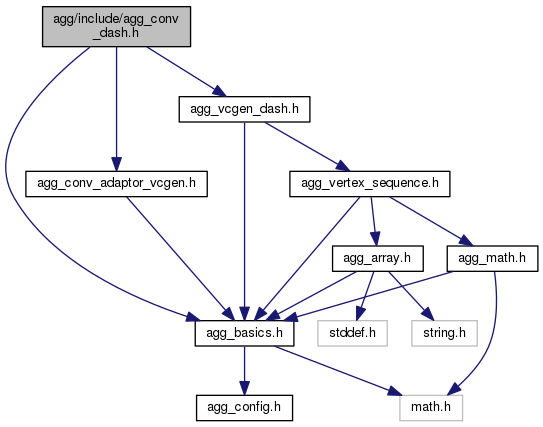 agg/include/agg_conv
_dash.h
agg_vcgen_dash.h
agg_conv_adaptor_vcgen.h
agg_vertex_sequence.h
agg_array.h
agg_math.h
agg_basics.h
stddef.h
string.h
agg_config.h
math.h